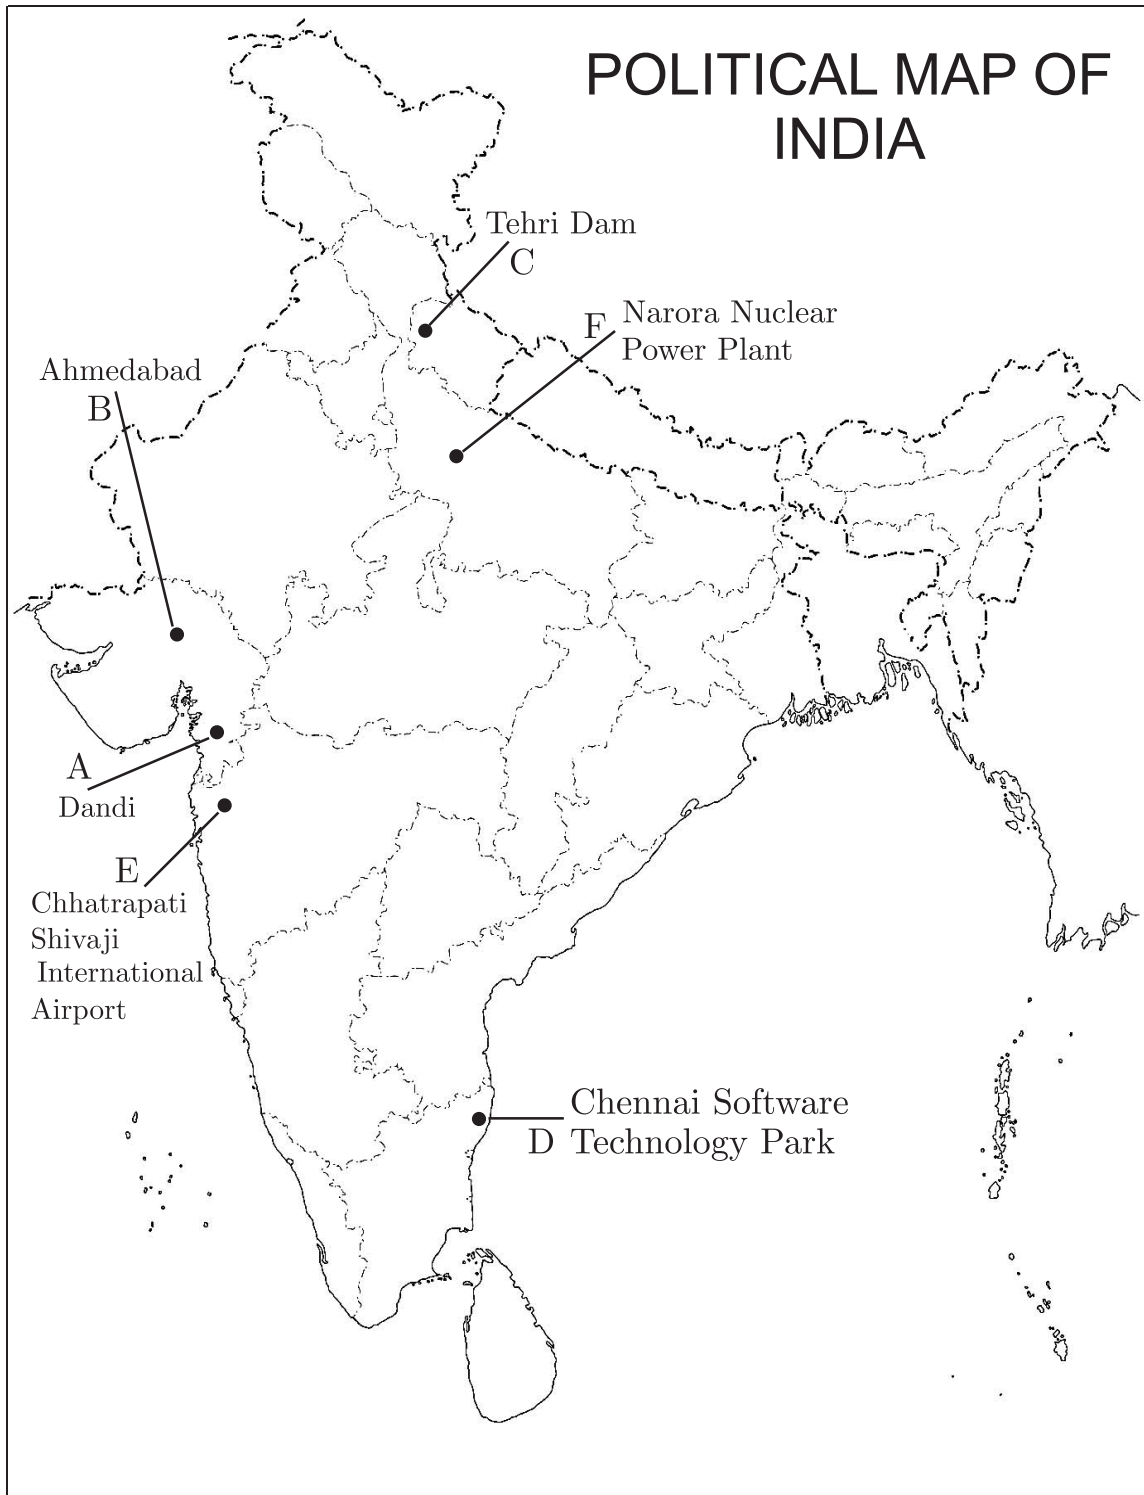 POLITICAL MAP OF
INDIA
Tehri Dam
C
F
Narora Nuclear
Power Plant
Ahmedabad
B
A
Dandi
E
Chhatrapati
Shivaji
International
Airport
Chennai Software
D Technology Park